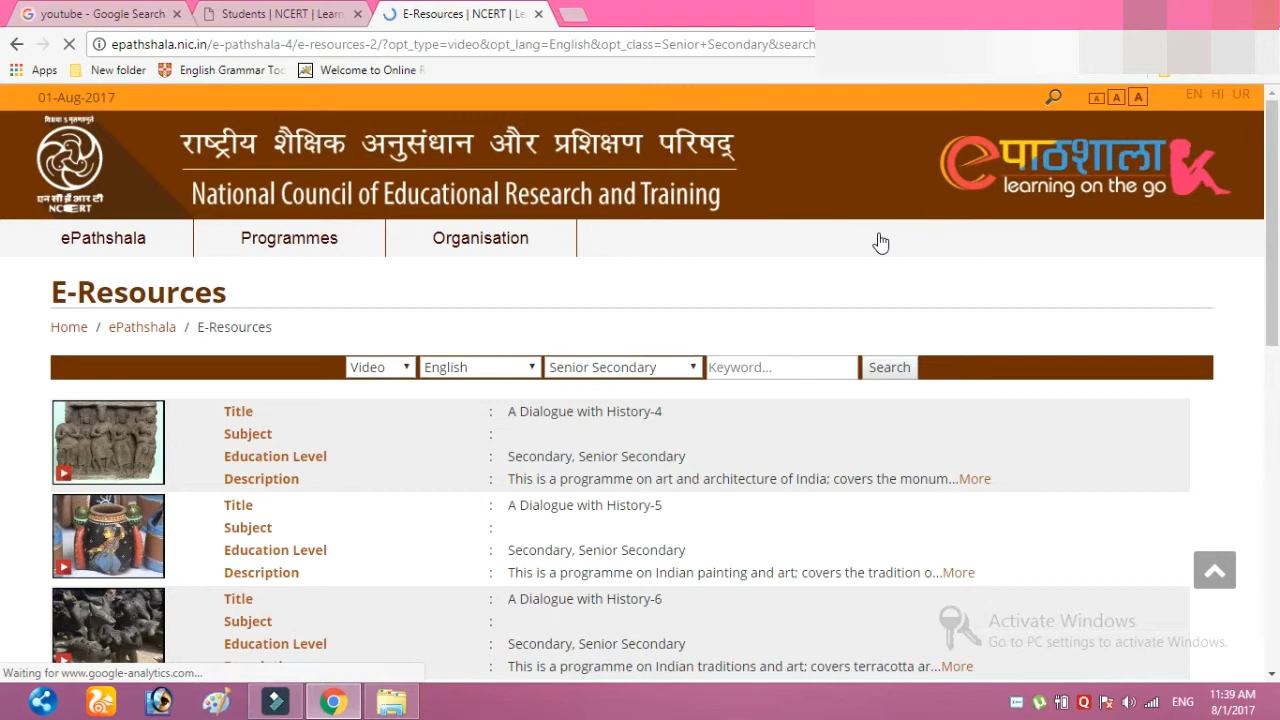 youtube - Google Search
Students | NCERT | Learn
E-Resources | NCERT | Le
epathshala.nic.in/e-pathshala-4/e-resources-2/?opt_type=video&opt_lang=English&opt_class=Senior+Secondary&search
Apps
New folder
English Grammar Too
Welcome to Online
01-Aug-2017
A A A
EN HI UR
विद्यया ऽ मृतमश्नुते
एन सी ई आर टी
NCERT
राष्ट्रीय शैक्षिक अनुसंधान और प्रशिक्षण परिषद्
National Council of Educational Research and Training
eपाठशाला
learning on the go
ePathshala
Programmes
Organisation
E-Resources
Home / ePathshala / E-Resources
Video English Senior Secondary Keyword... Search
Title : A Dialogue with History-4
Subject :
Education Level : Secondary, Senior Secondary
Description : This is a programme on art and architecture of India; covers the monum...More
Title : A Dialogue with History-5
Subject :
Education Level : Secondary, Senior Secondary
Description : This is a programme on Indian painting and art; covers the tradition o...More
Title : A Dialogue with History-6
Subject :
Education Level : Secondary, Senior Secondary
: This is a programme on Indian traditions and art; covers terracotta ar...More
Activate Windows
Go to PC settings to activate Windows.
Waiting for www.google-analytics.com...
ENG
11:39 AM
8/1/2017